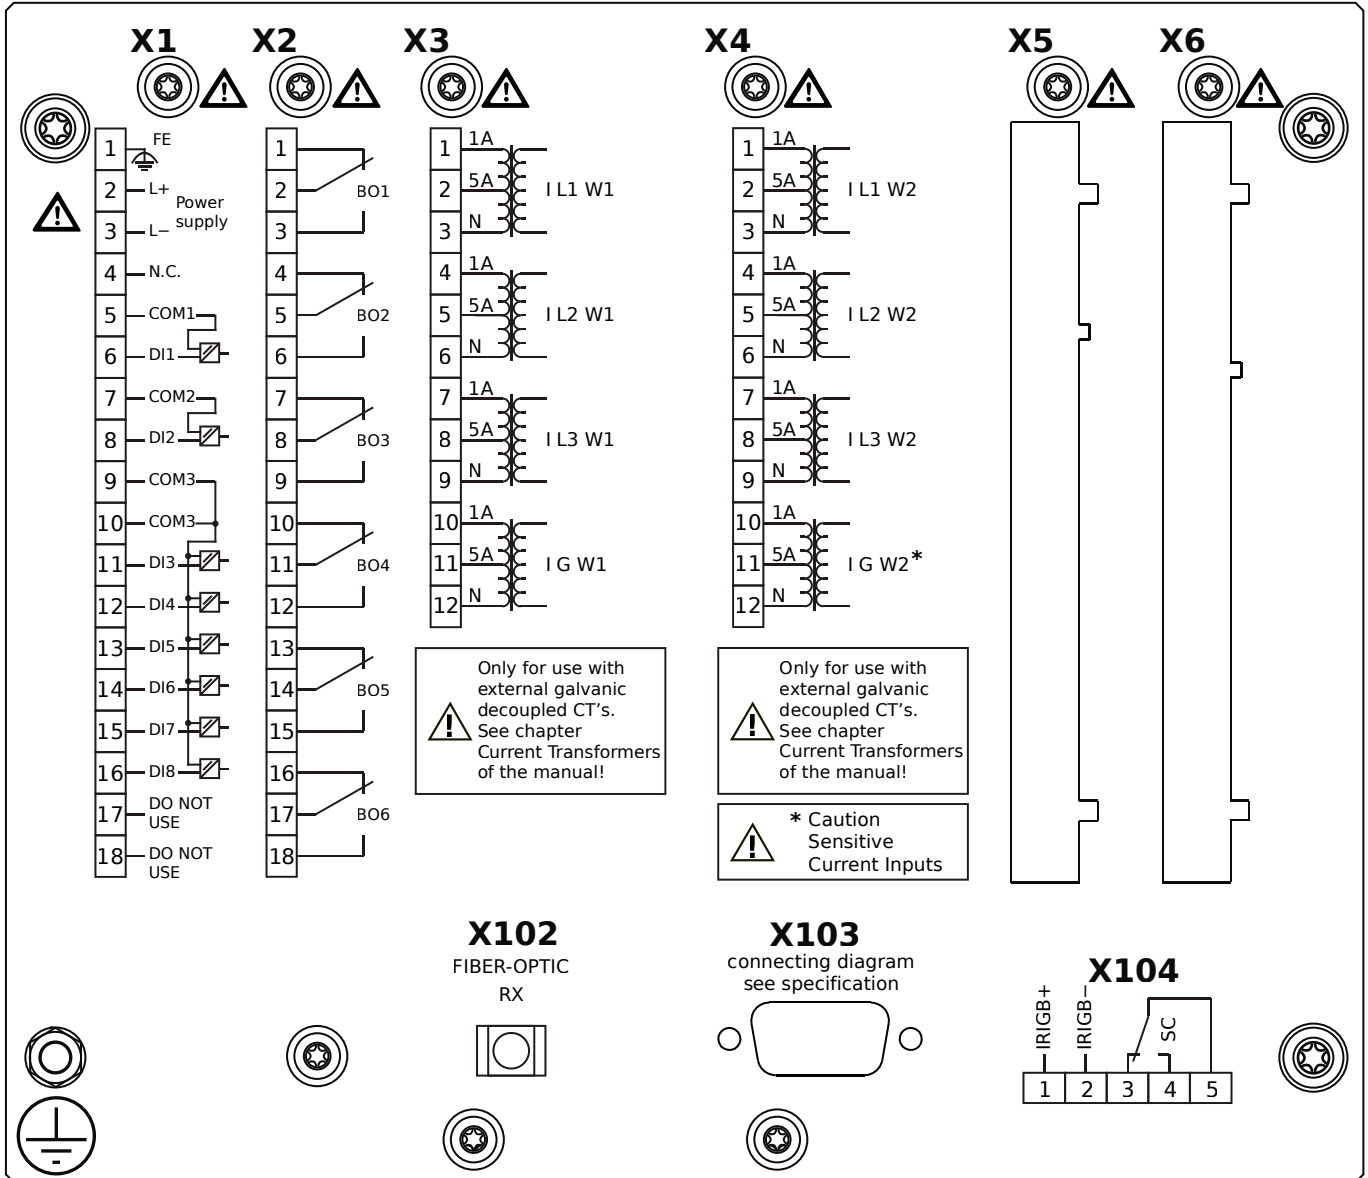 X1
X2
X3
X4
X5
X6
1
FE
2
L+
Power
supply
3
L−
4
N.C.
5
COM1
6
DI1
7
COM2
8
DI2
9
COM3
10
COM3
11
DI3
12
DI4
13
DI5
14
DI6
15
DI7
16
DI8
17
DO NOT
USE
18
DO NOT
USE
1
2
BO1
3
4
5
BO2
6
7
8
BO3
9
10
11
BO4
12
13
14
BO5
15
16
17
BO6
18
1
1A
2
5A
I L1 W1
3
N
4
1A
5
5A
I L2 W1
6
N
7
1A
8
5A
I L3 W1
9
N
10
1A
11
5A
I G W1
12
N
Only for use with
external galvanic
decoupled CT's.
See chapter
Current Transformers
of the manual!
1
1A
2
5A
I L1 W2
3
N
4
1A
5
5A
I L2 W2
6
N
7
1A
8
5A
I L3 W2
9
N
10
1A
11
5A
I G W2*
12
N
Only for use with
external galvanic
decoupled CT's.
See chapter
Current Transformers
of the manual!
* Caution
Sensitive
Current Inputs
X102
FIBER-OPTIC
RX
X103
connecting diagram
see specification
X104
IRIGB+
IRIGB−
SC
1 2 3 4 5